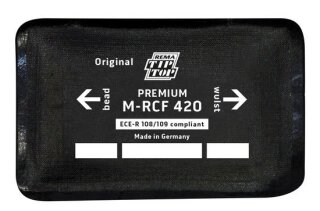 Original
REMA
TIP
TOP
PREMIUM
M-RCF 420
bead
wulst
ECE-R 108/109 compliant
Made in Germany